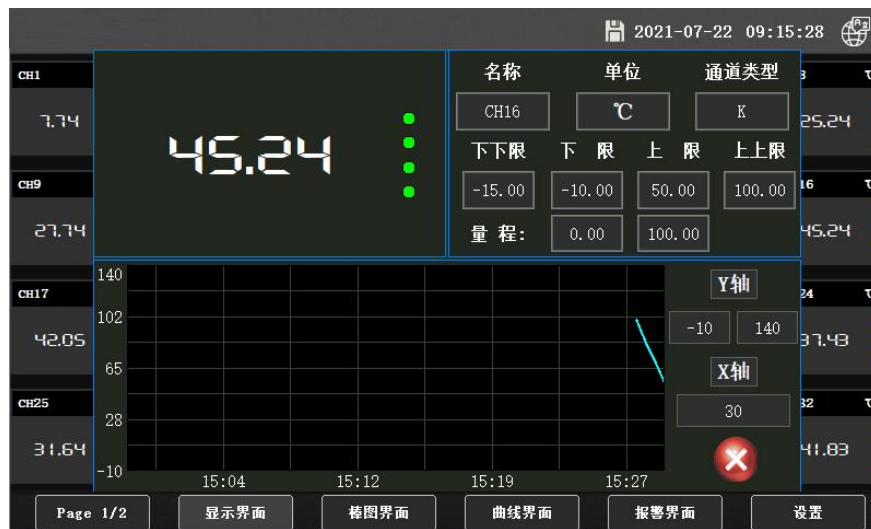 2021-07-22 09:15:28
CH1
7.74
CH9
27.74
CH17
42.05
CH25
31.64
45.24
名称 单位 通道类型
CH16 ℃ K
下下限 下 限 上 限 上上限
-15.00 -10.00 50.00 100.00
量 程: 0.00 100.00
25.24
16
45.24
24
37.43
32
41.83
140
102
65
28
-10
15:04 15:12 15:19 15:27
Y轴
-10 140
X轴
30
Page 1/2 显示界面 棒图界面 曲线界面 报警界面 设置